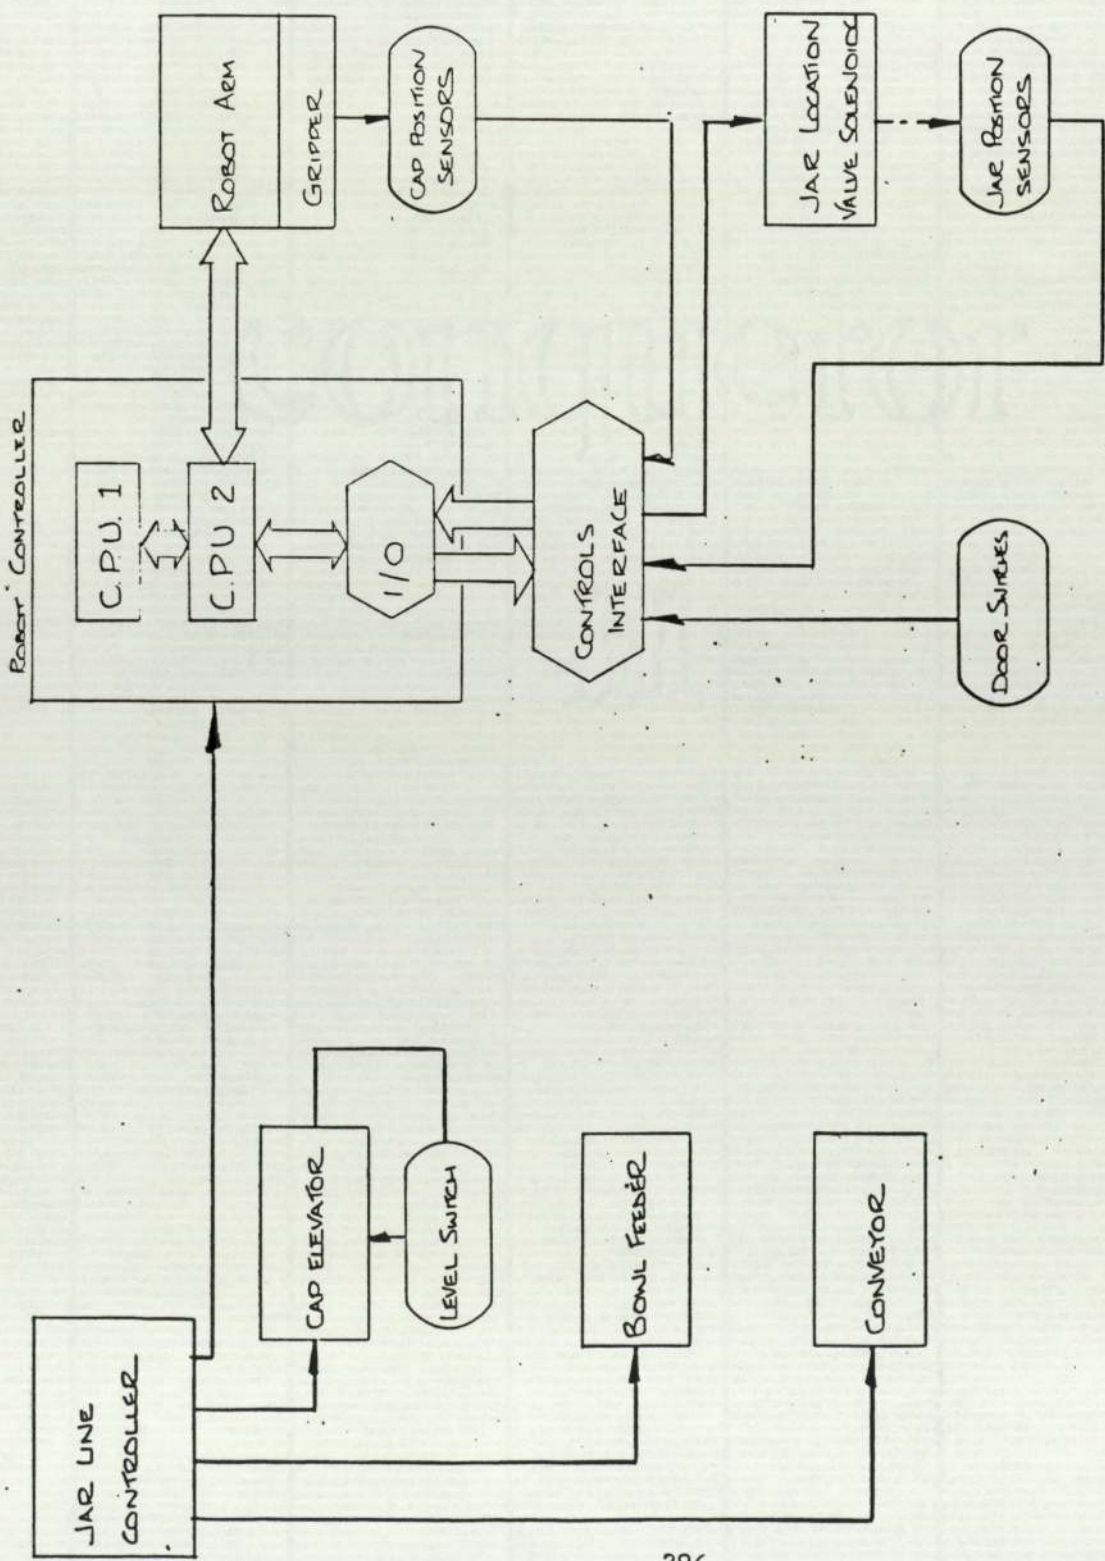 JAR LINE
CONTROLLER
CAP ELEVATOR
LEVEL SWITCH
BOWL FEEDER
CONVEYOR
ROBOT CONTROLLER
C.P.U. 1
C.P.U 2
I/O
CONTROLS
INTERFACE
DOOR SWITCHES
ROBOT ARM
GRIPPER
CAP POSITION
SENSORS
JAR LOCATION
VALVE SOLENOIDS
JAR POSITION
SENSORS